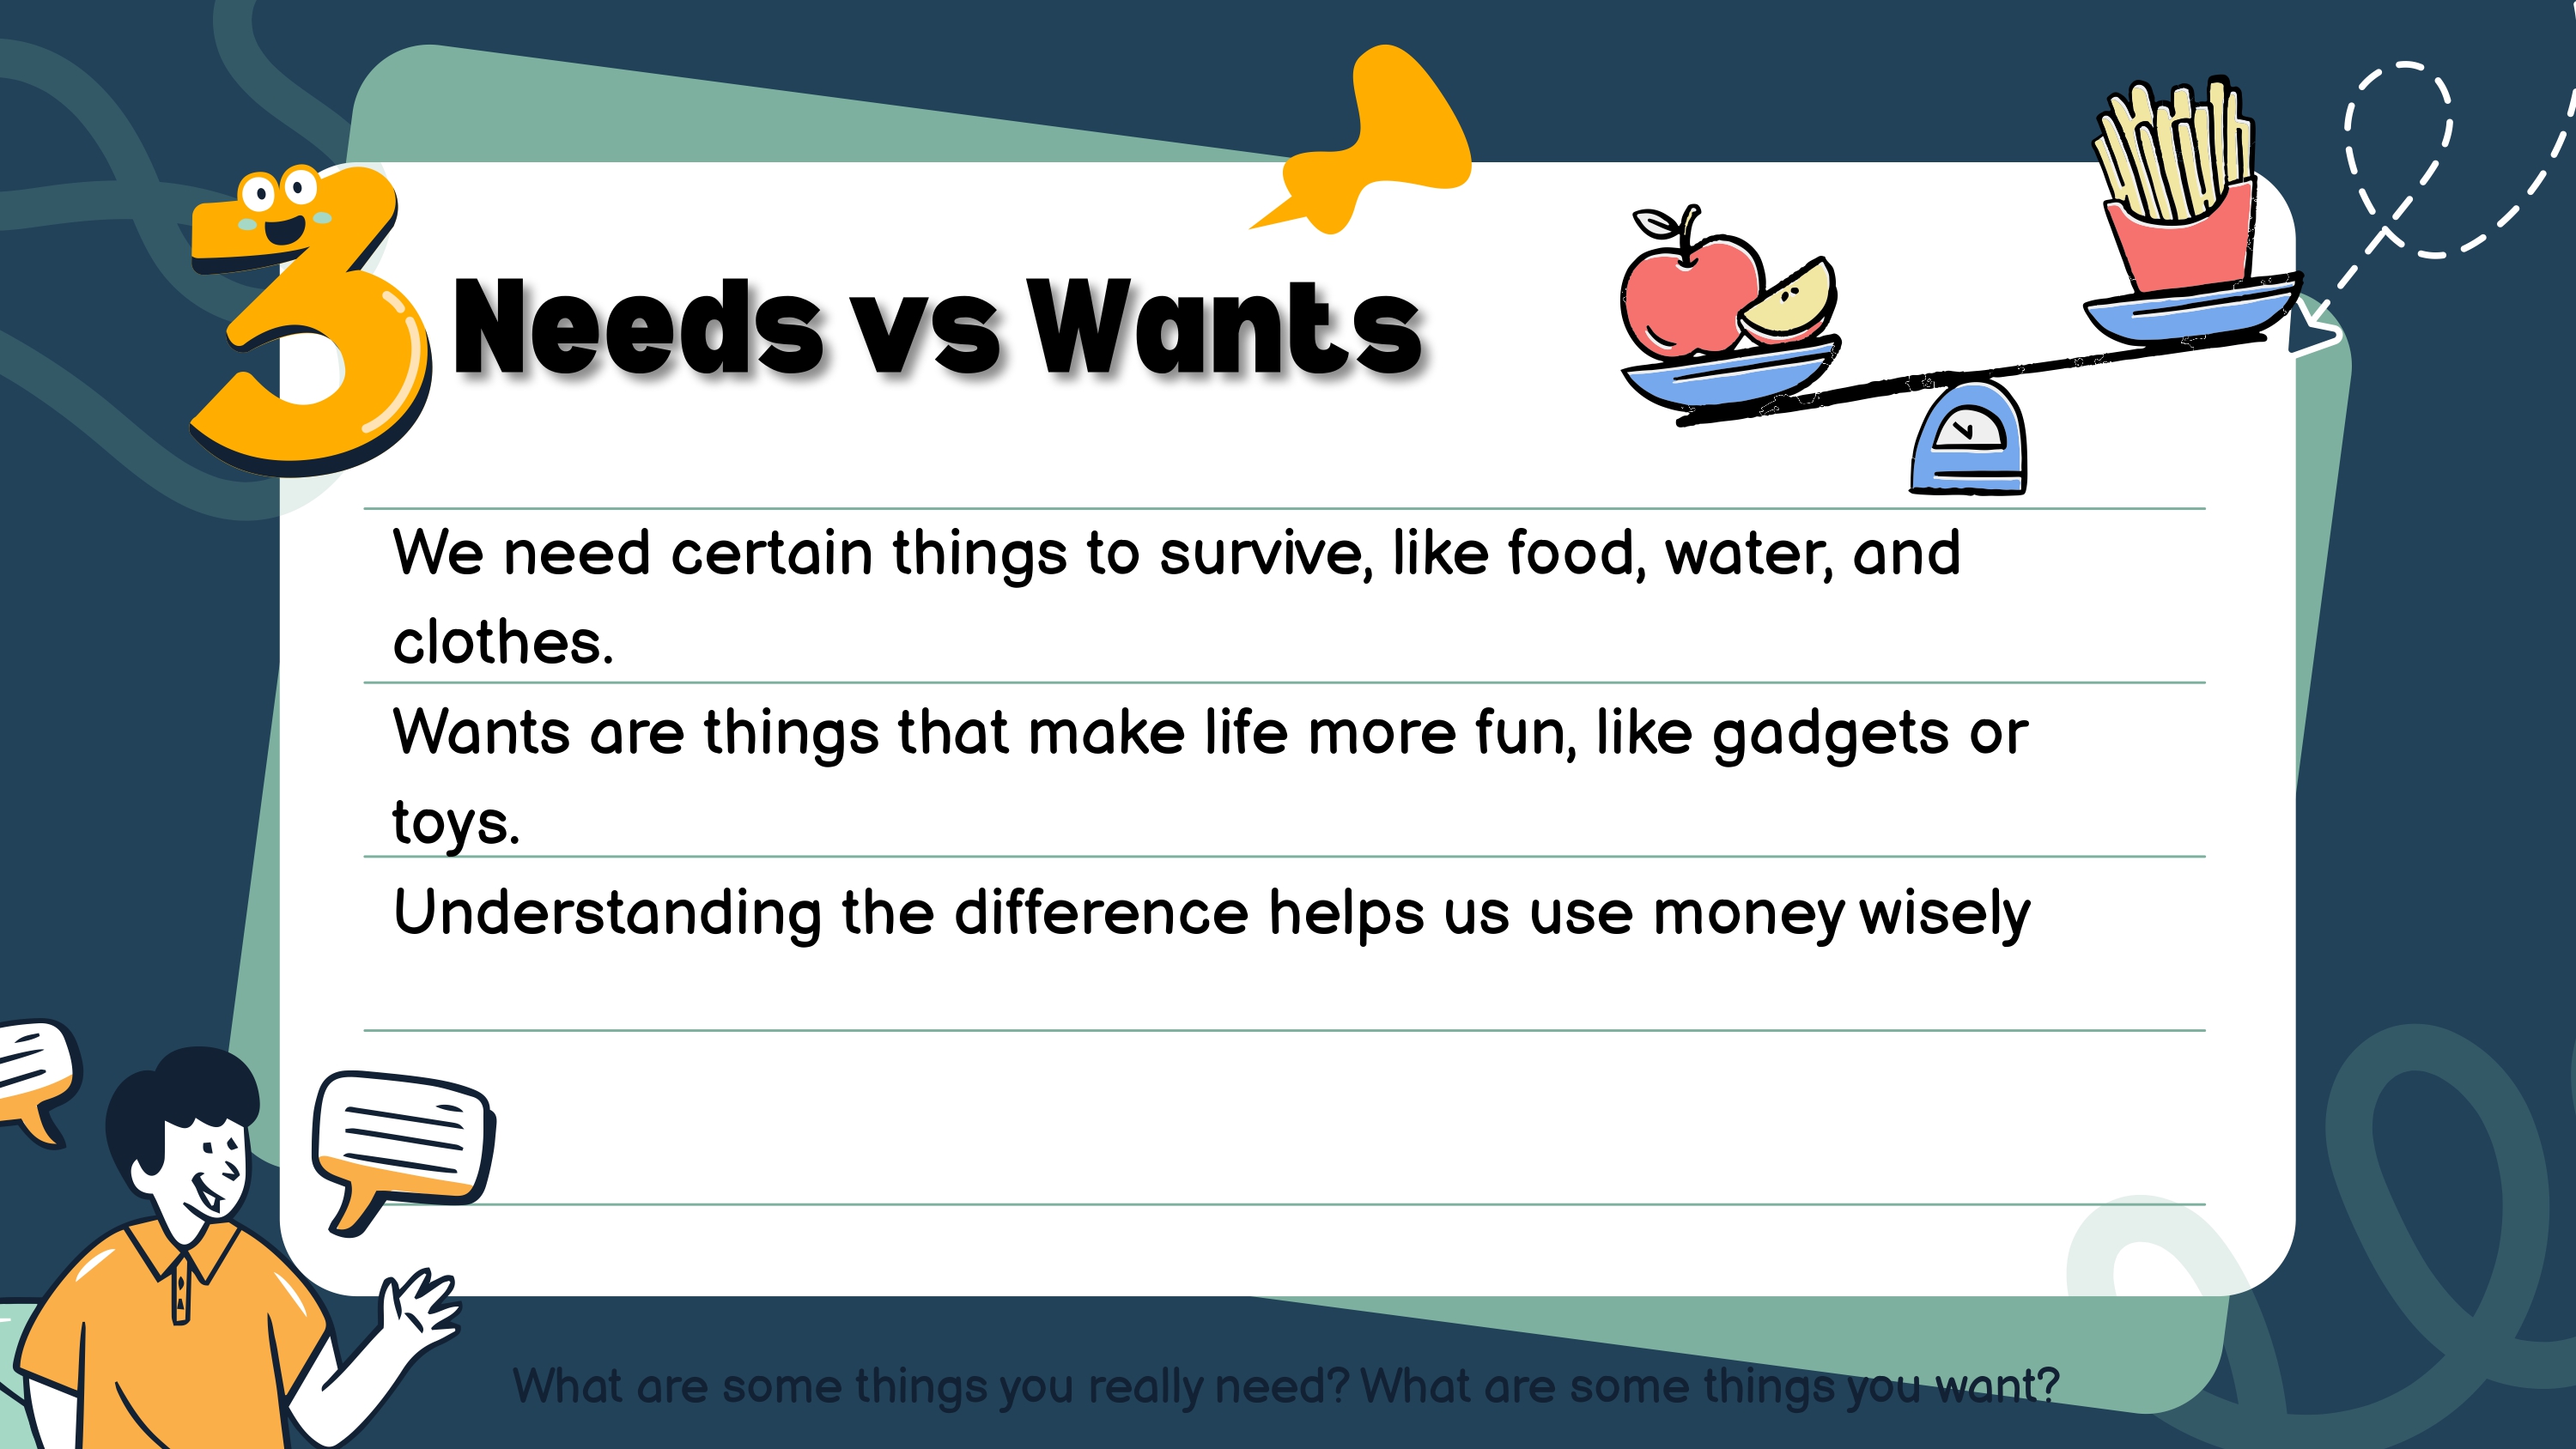 3
Needs vs Wants
We need certain things to survive, like food, water, and
clothes.
Wants are things that make life more fun, like gadgets or
toys.
Understanding the difference helps us use money wisely
What are some things you really need? What are some things you want?